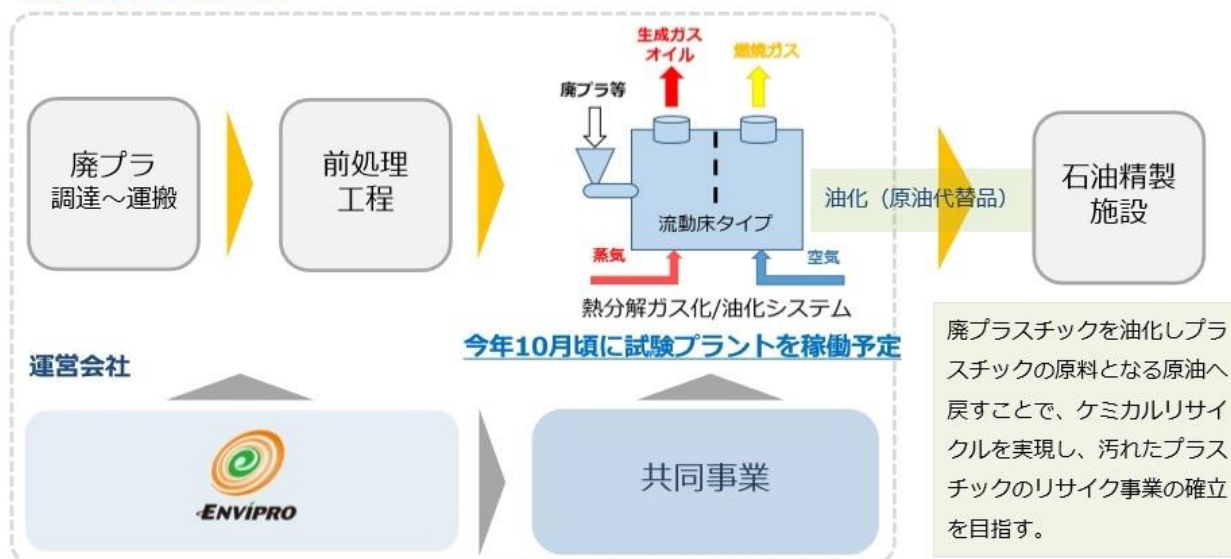 生成ガス
オイル
燃焼ガス
廃プラ等
廃プラ
調達～運搬
前処理
工程
流動床タイプ
油化（原油代替品）
石油精製
施設
蒸気
空気
熱分解ガス化/油化システム
今年10月頃に試験プラントを稼働予定
運営会社
ENVIPRO
共同事業
廃プラスチックを油化しプラ
スチックの原料となる原油へ
戻すことで、ケミカルリサイ
クルを実現し、汚れたプラス
チックのリサイク事業の確立
を目指す。